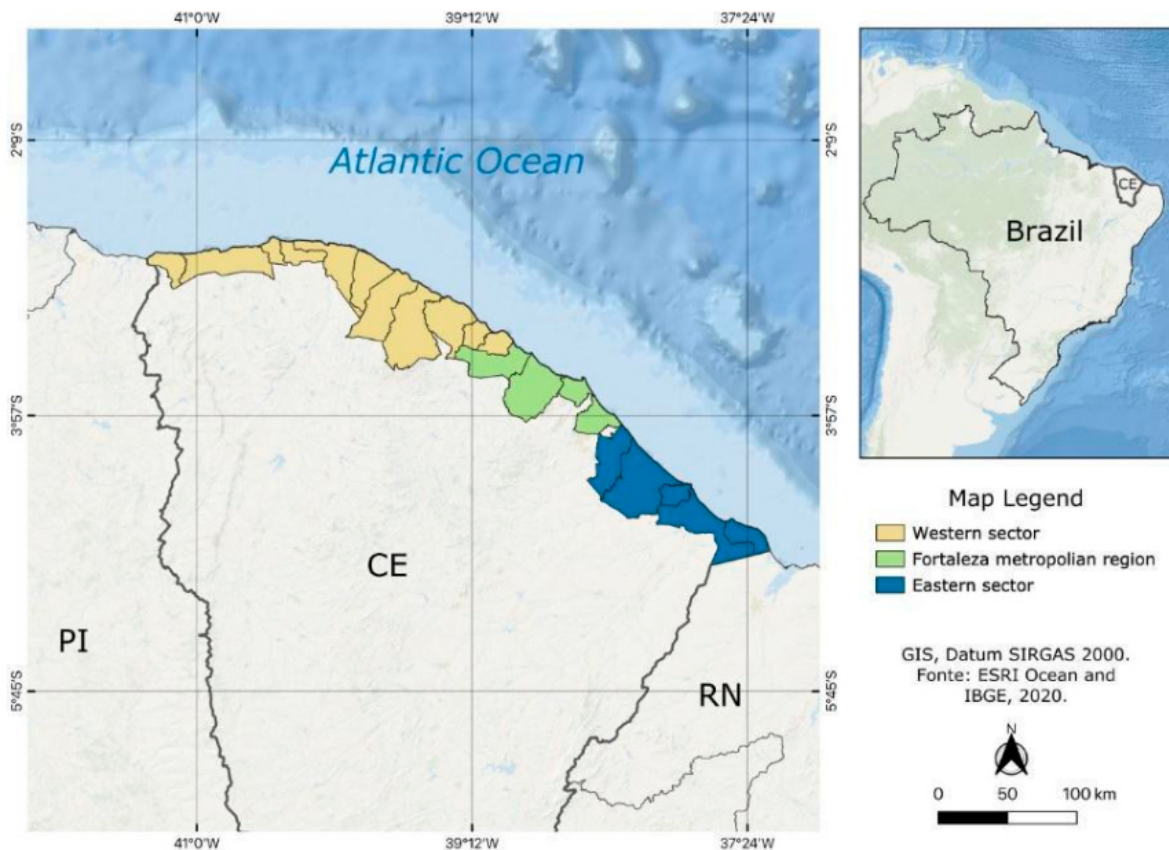 41°0'W 39°12'W 37°24'W
2°9'S 2°9'S
Atlantic Ocean
3°57'S 3°57'S
CE
PI
RN
5°45'S 5°45'S
41°0'W 39°12'W 37°24'W
CE
Brazil
Map Legend
Western sector
Fortaleza metropolian region
Eastern sector
GIS, Datum SIRGAS 2000.
Fonte: ESRI Ocean and
IBGE, 2020.
N
0 50 100 km